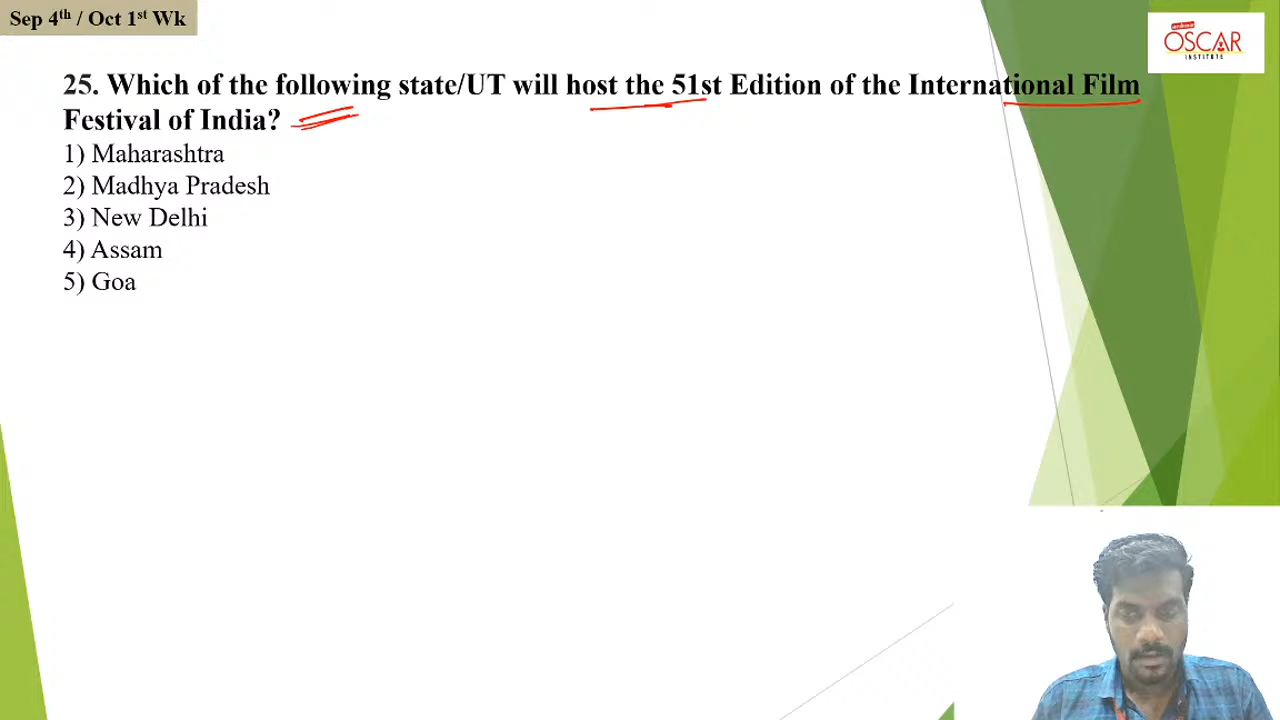 Sep 4th / Oct 1st Wk
OSCAR
INSTITUTE
25. Which of the following state/UT will host the 51st Edition of the International Film
Festival of India?
1) Maharashtra
2) Madhya Pradesh
3) New Delhi
4) Assam
5) Goa